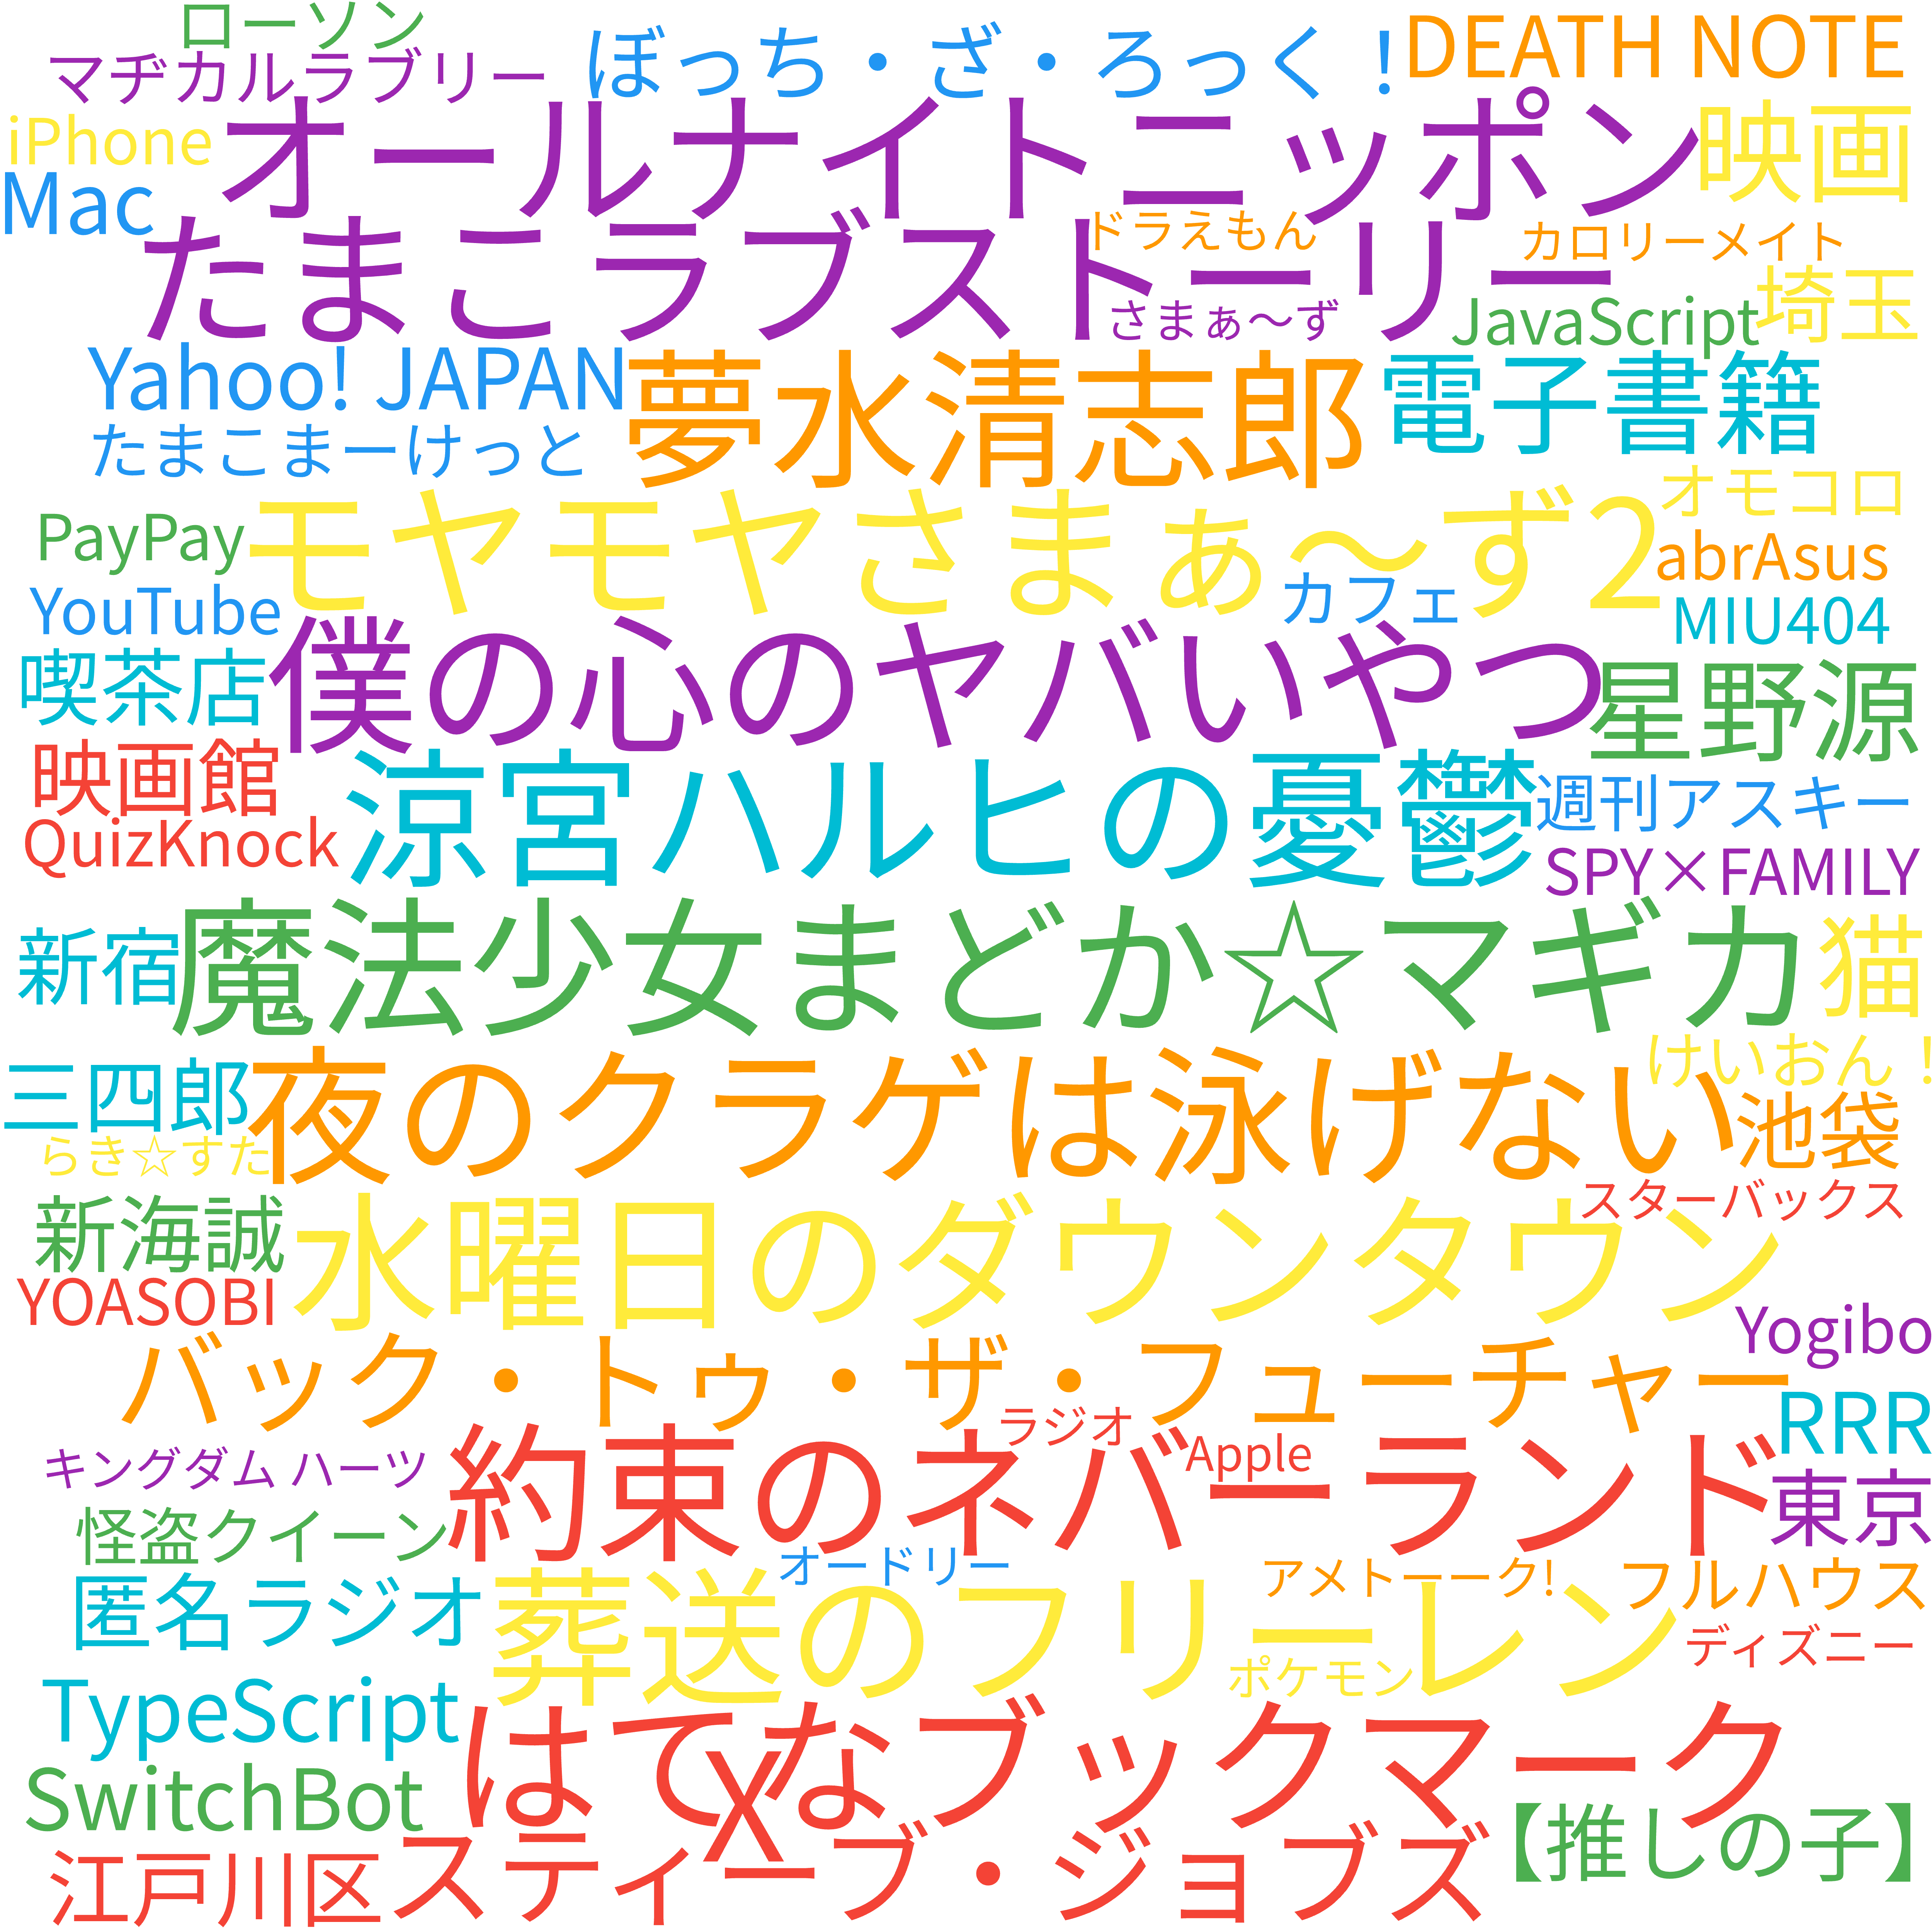 ローソン
マヂカルラブリー
ぼっち・ざ・ろっく!
DEATH NOTE
iPhone
オールナイトニッポン
映画
Mac
たまこラブストーリー
ドラえもん
カロリーメイト
さまぁ〜ず
JavaScript
埼玉
Yahoo! JAPAN
夢水清志郎
電子書籍
たまこまーけっと
オモコロ
PayPay
モヤモヤさまぁ〜ず2
abrAsus
YouTube
カフェ
MIU404
喫茶店
僕の心のヤバいやつ
星野源
映画館
涼宮ハルヒの憂鬱
週刊アスキー
QuizKnock
SPY×FAMILY
新宿
魔法少女まどか☆マギカ
猫
けいおん!
三四郎
夜のクラゲは泳げない
池袋
らき☆すた
スターバックス
新海誠
水曜日のダウンタウン
YOASOBI
Yogibo
バック・トゥ・ザ・フューチャー
RRR
ラジオ
Apple
キングダムハーツ
約束のネバーランド
東京
怪盗クイーン
オードリー
アメトーーク!
フルハウス
匿名ラジオ
葬送のフリーレン
ディズニー
ポケモン
TypeScript
はてなブックマーク
X
SwitchBot
【推しの子】
江戸川区
スティーブ・ジョブズ